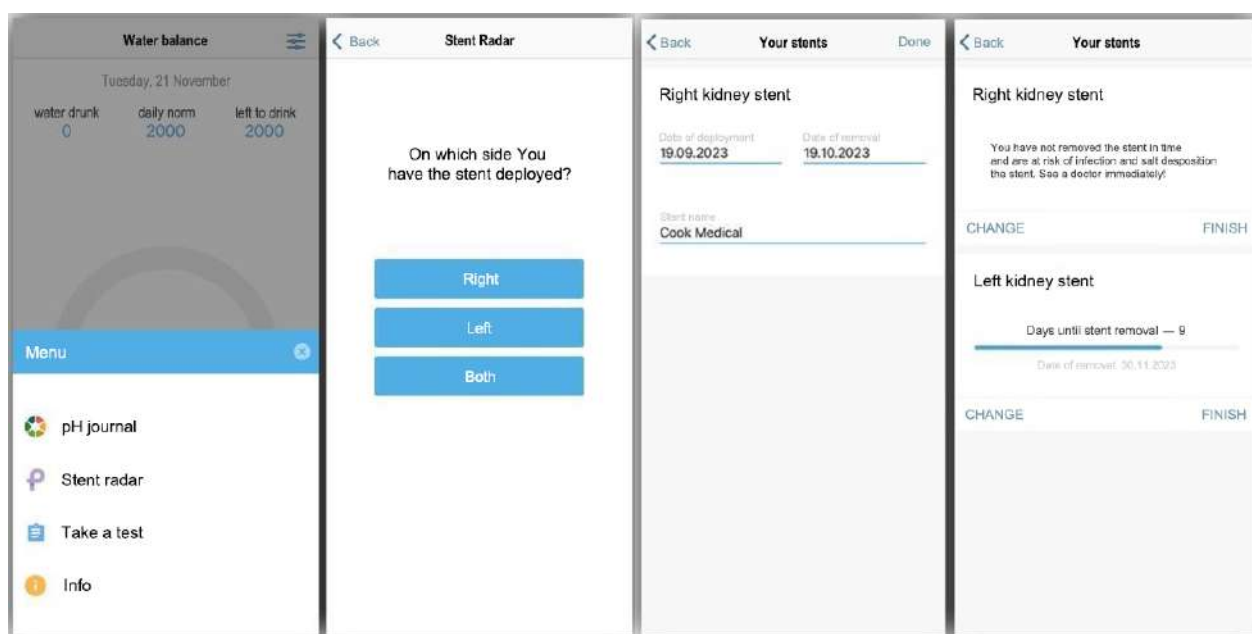 Water balance
Tuesday, 21 November
water drunk daily norm left to drink
0 2000 2000
Menu
pH journal
Stent radar
Take a test
Info
Back Stent Radar
On which side You
have the stent deployed?
Right
Left
Both
Back Your stents Done
Right kidney stent
Date of deployment Date of removal
19.09.2023 19.10.2023
Stent name
Cook Medical
Back Your stents
Right kidney stent
You have not removed the stent in time
and are at risk of infection and salt desposition
the stent. See a doctor immediately!
CHANGE FINISH
Left kidney stent
Days until stent removal — 9
Date of removal: 30.11.2023
CHANGE FINISH